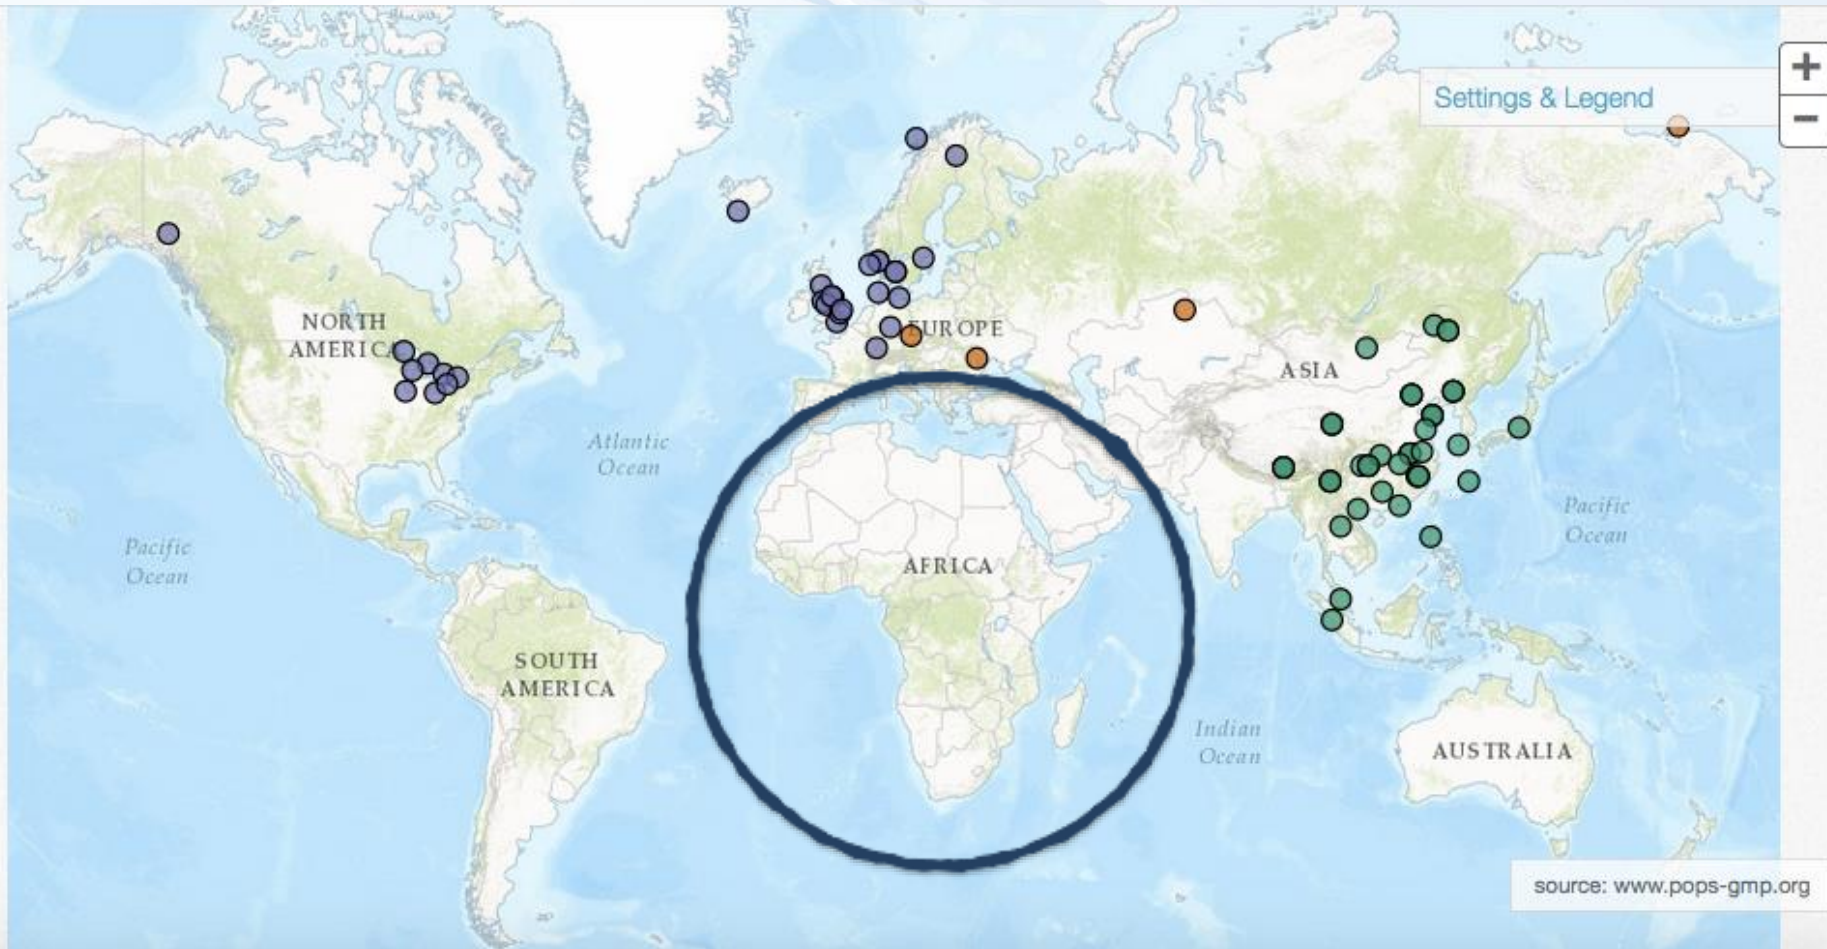 Settings & Legend
+
−
NORTH
AMERICA
EUROPE
ASIA
Atlantic
Ocean
Pacific
Ocean
Pacific
Ocean
AFRICA
SOUTH
AMERICA
Indian
Ocean
AUSTRALIA
source: www.pops-gmp.org